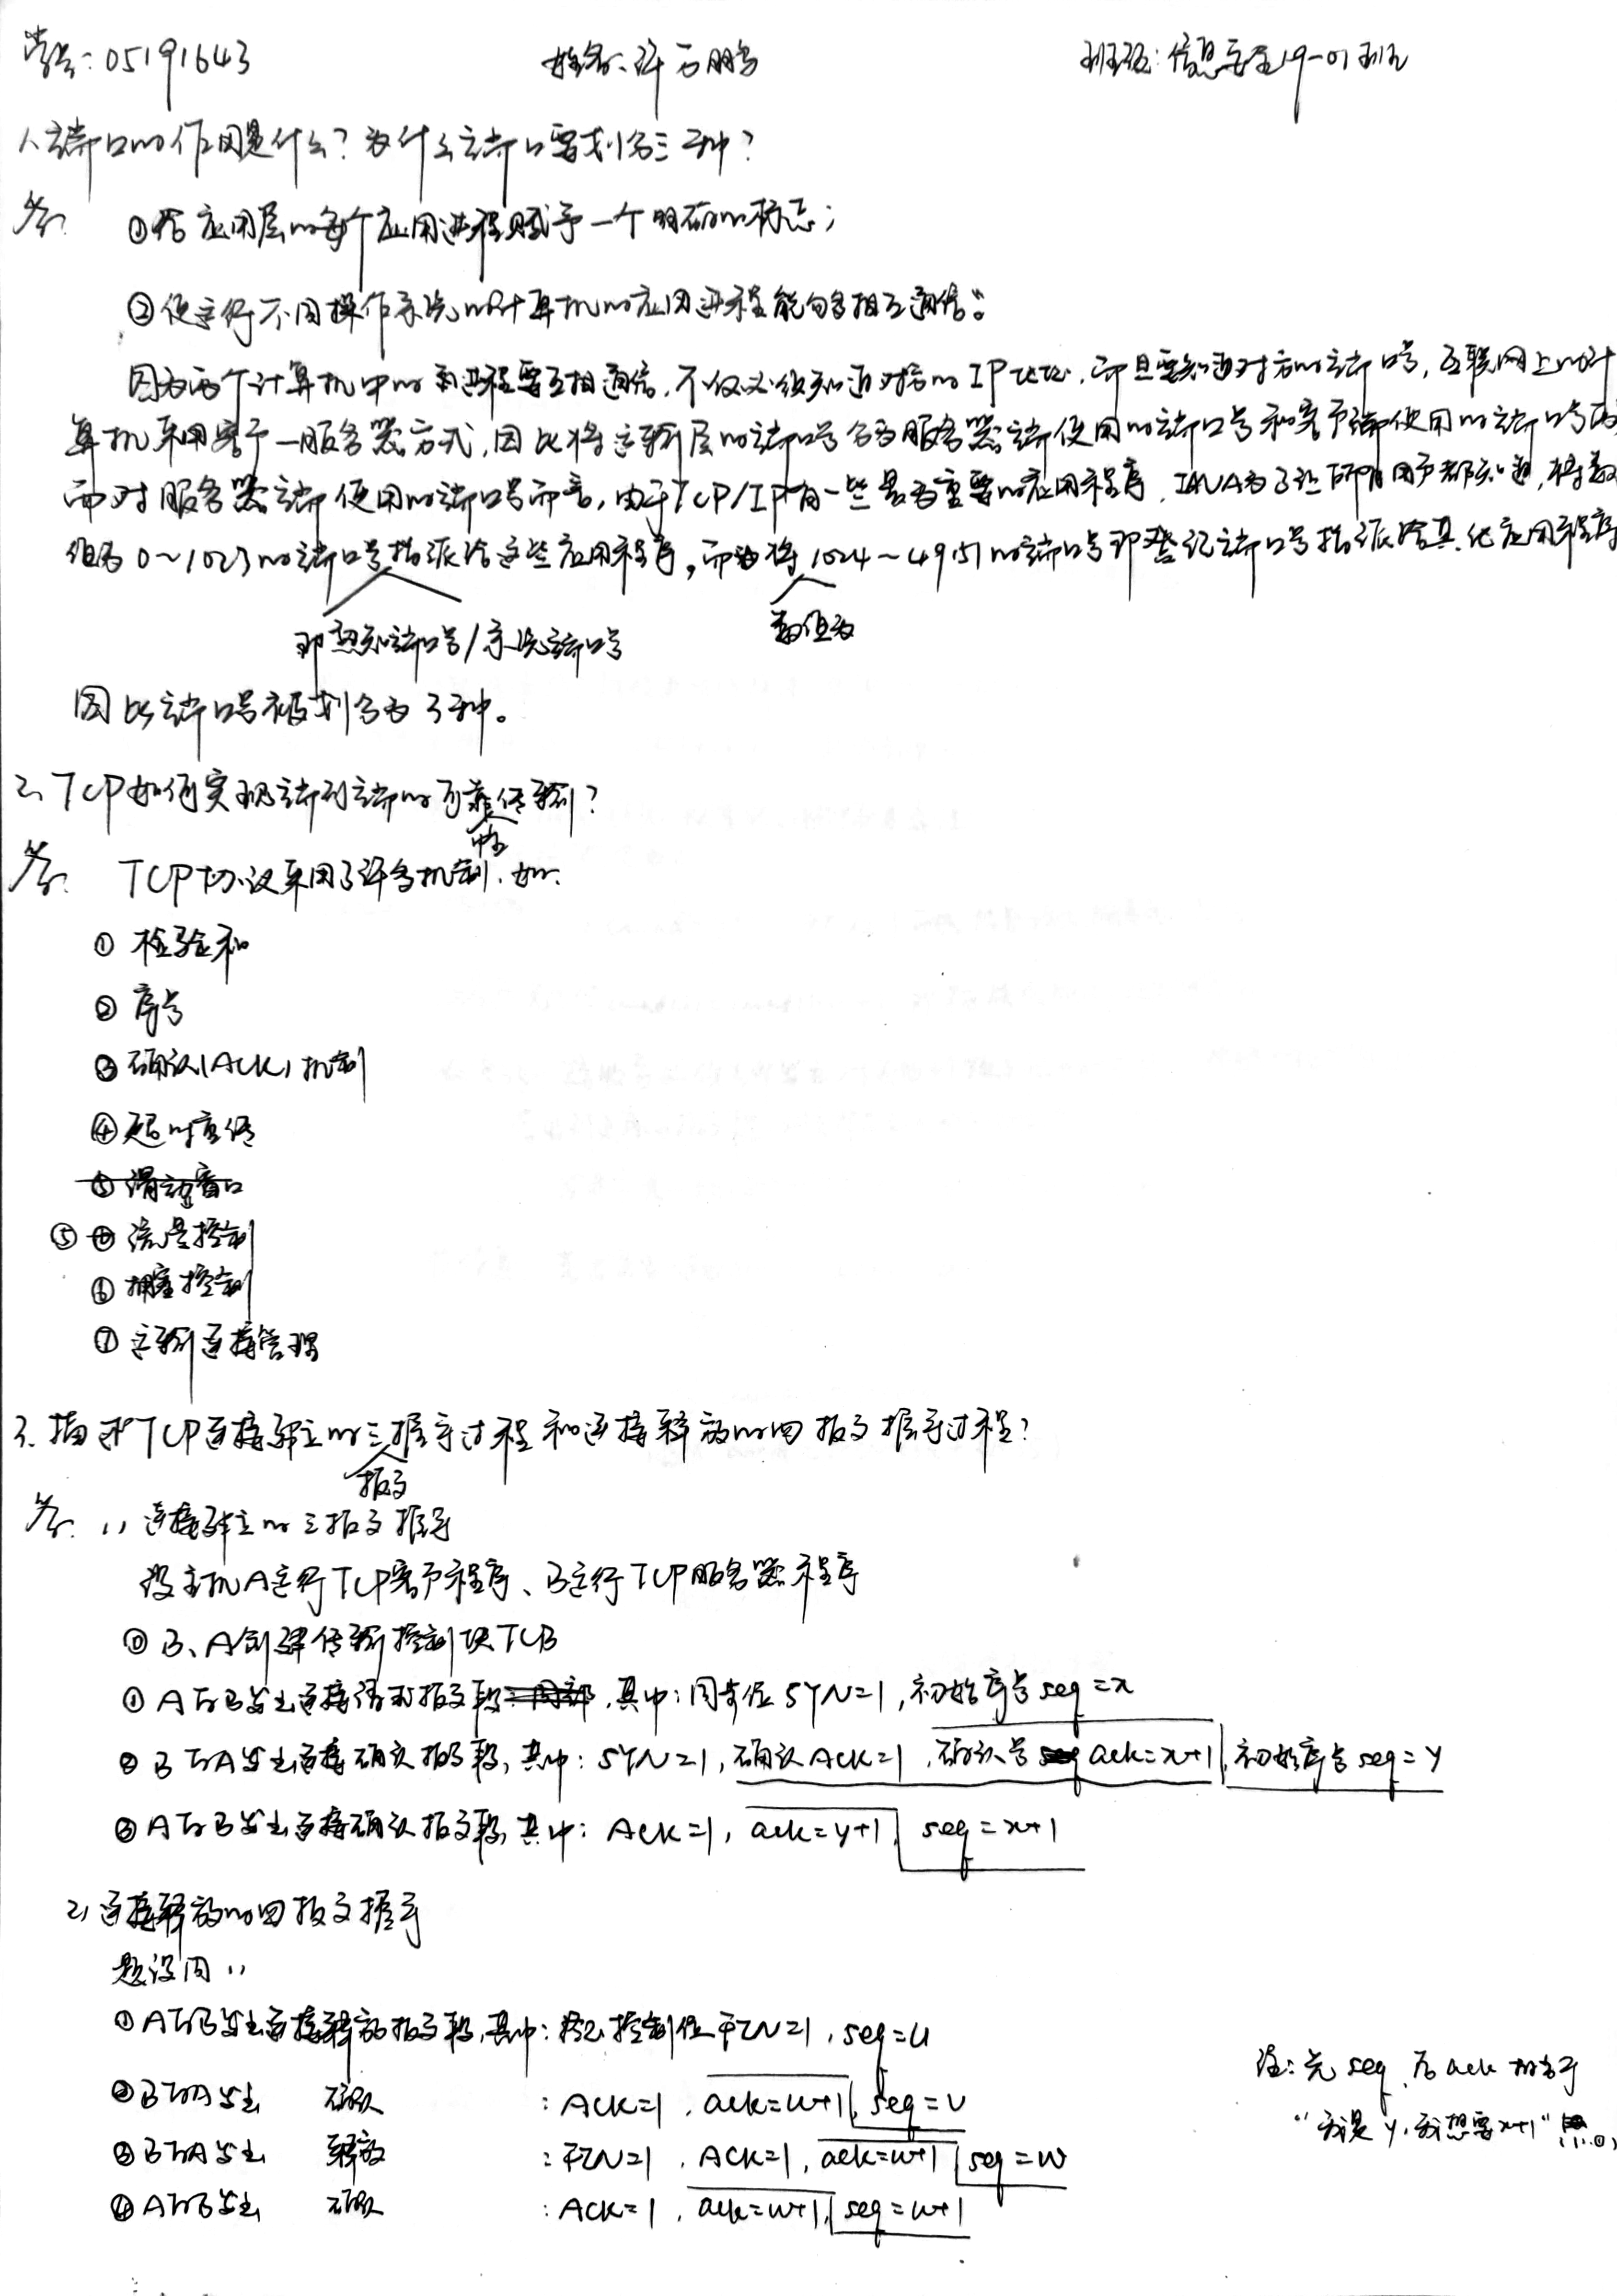 学号:05191643 姓名:许万鹏 班级:信息安全19-01班
1、端口的作用是什么?为什么端口要划分三种?
答: ①给应用层的每个应用进程赋予一个明确的标志;
②使运行不同操作系统的计算机的应用进程能够相互通信。
因为两个计算机中的进程要互相通信,不仅必须知道对方的IP地址,而且要知道对方的端口号,互联网上的计
算机采用客户-服务器方式,因此将运输层的端口号分为服务器端使用的端口号和客户端使用的端口号两
而对服务器端使用的端口号而言,由于TCP/IP有一些最为重要的应用程序,IANA为了让所有用户都知道,将数
值为0~1023的端口号指派给这些应用程序,而将1024~49151的端口号即登记端口号指派给其他应用程序
即熟知端口号/系统端口号 数值为
因此端口号被划分为3种。
2、TCP如何实现端到端的可靠传输?
答: TCP协议采用了许多机制,如:
①检验和
②序号
③确认(ACK)机制
④超时重传
⑤滑动窗口
⑤流量控制
⑥拥塞控制
⑦运输连接管理
3、描述TCP连接建立的三握手过程和连接释放的四报文握手过程?
报文
答: 1)连接建立的三报文握手
设主机A运行TCP客户程序、B运行TCP服务器程序
⓪B、A创建传输控制块TCB
①A向B发出连接请求报文段,其中:同步位SYN=1,初始序号seq=x
②B向A发出连接确认报文段,其中:SYN=1,确认ACK=1,确认号ack=x+1,初始序号seq=y
③A向B发出连接确认报文段,其中:ACK=1,ack=y+1,seq=x+1
2)连接释放的四报文握手
题设同1)
①A向B发出连接释放报文段,其中:终止控制位FIN=1,seq=u
②B向A发出 确认 :ACK=1,ack=u+1,seq=v
③B向A发出 释放 :FIN=1,ACK=1,ack=u+1,seq=w
④A向B发出 确认 :ACK=1,ack=w+1,seq=u+1
注:先seq,后ack 相当于
“我是y,我想要x+1”